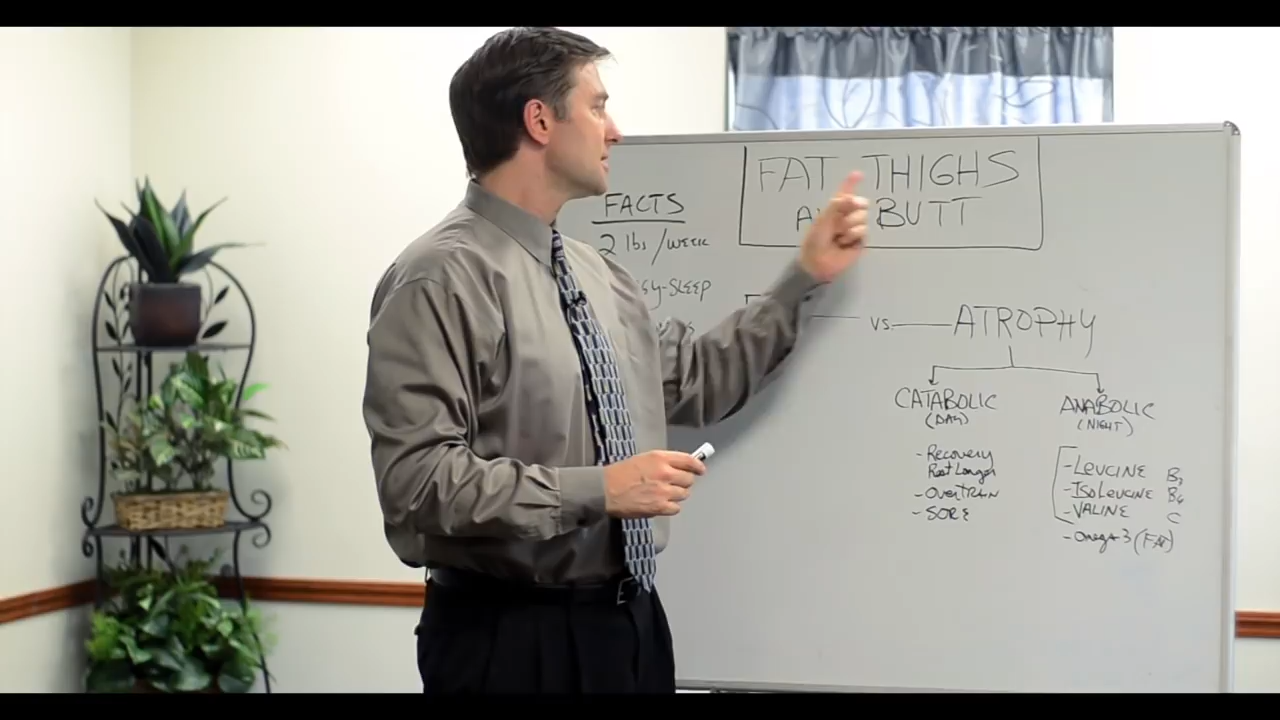 FAT THIGHS
BUTT
FACTS
2 lbs/WEEK
SLEEP
VS
ATROPHY
CATABOLIC
(DAY)
- Recovery
Rest Longer
- OverTRAIN
- SORE
ANABOLIC
(NIGHT)
- LEUCINE
- ISOLEUCINE B6
- VALINE C
- Omega 3 (FAT)